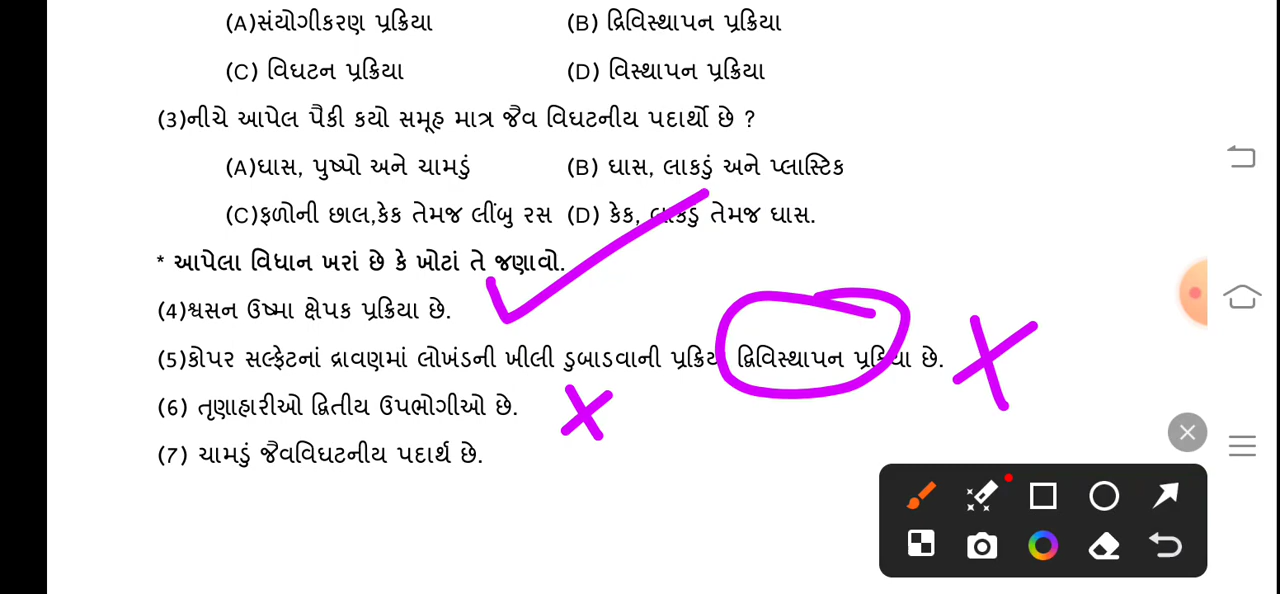 (A)સંયોગીકરણ પ્રક્રિયા (B) દ્વિવિસ્થાપન પ્રક્રિયા
(C) વિઘટન પ્રક્રિયા (D) વિસ્થાપન પ્રક્રિયા
(3)નીચે આપેલ પૈકી કયો સમૂહ માત્ર જૈવ વિઘટનીય પદાર્થો છે ?
(A)ઘાસ, પુષ્પો અને ચામડું (B) ઘાસ, લાકડું અને પ્લાસ્ટિક
(C)ફળોની છાલ,કેક તેમજ લીંબુ રસ (D) કેક, લાકડુ તેમજ ઘાસ.
* આપેલા વિધાન ખરાં છે કે ખોટાં તે જણાવો.
(4)શ્વસન ઉષ્મા ક્ષેપક પ્રક્રિયા છે.
(5)કોપર સલ્ફેટનાં દ્રાવણમાં લોખંડની ખીલી ડુબાડવાની પ્રક્રિયા દ્વિવિસ્થાપન પ્રક્રિયા છે.
(6) તૃણાહારીઓ દ્વિતીય ઉપભોગીઓ છે.
(7) ચામડું જૈવવિઘટનીય પદાર્થ છે.